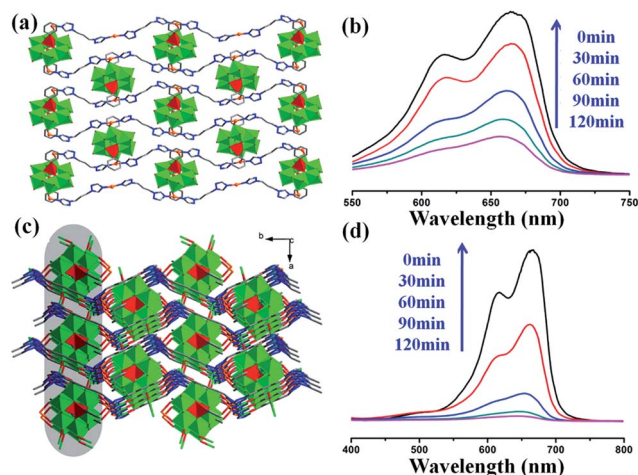 (a)
(b)
0min
30min
60min
90min
120min
550 600 650 700 750
Wavelength (nm)
(c)
b c
a
(d)
0min
30min
60min
90min
120min
400 500 600 700 800
Wavelength (nm)